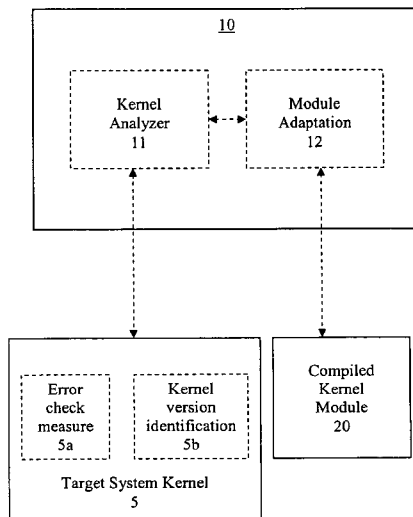 10
Kernel
Analyzer
11
Module
Adaptation
12
Error
check
measure
5a
Kernel
version
identification
5b
Target System Kernel
5
Compiled
Kernel
Module
20